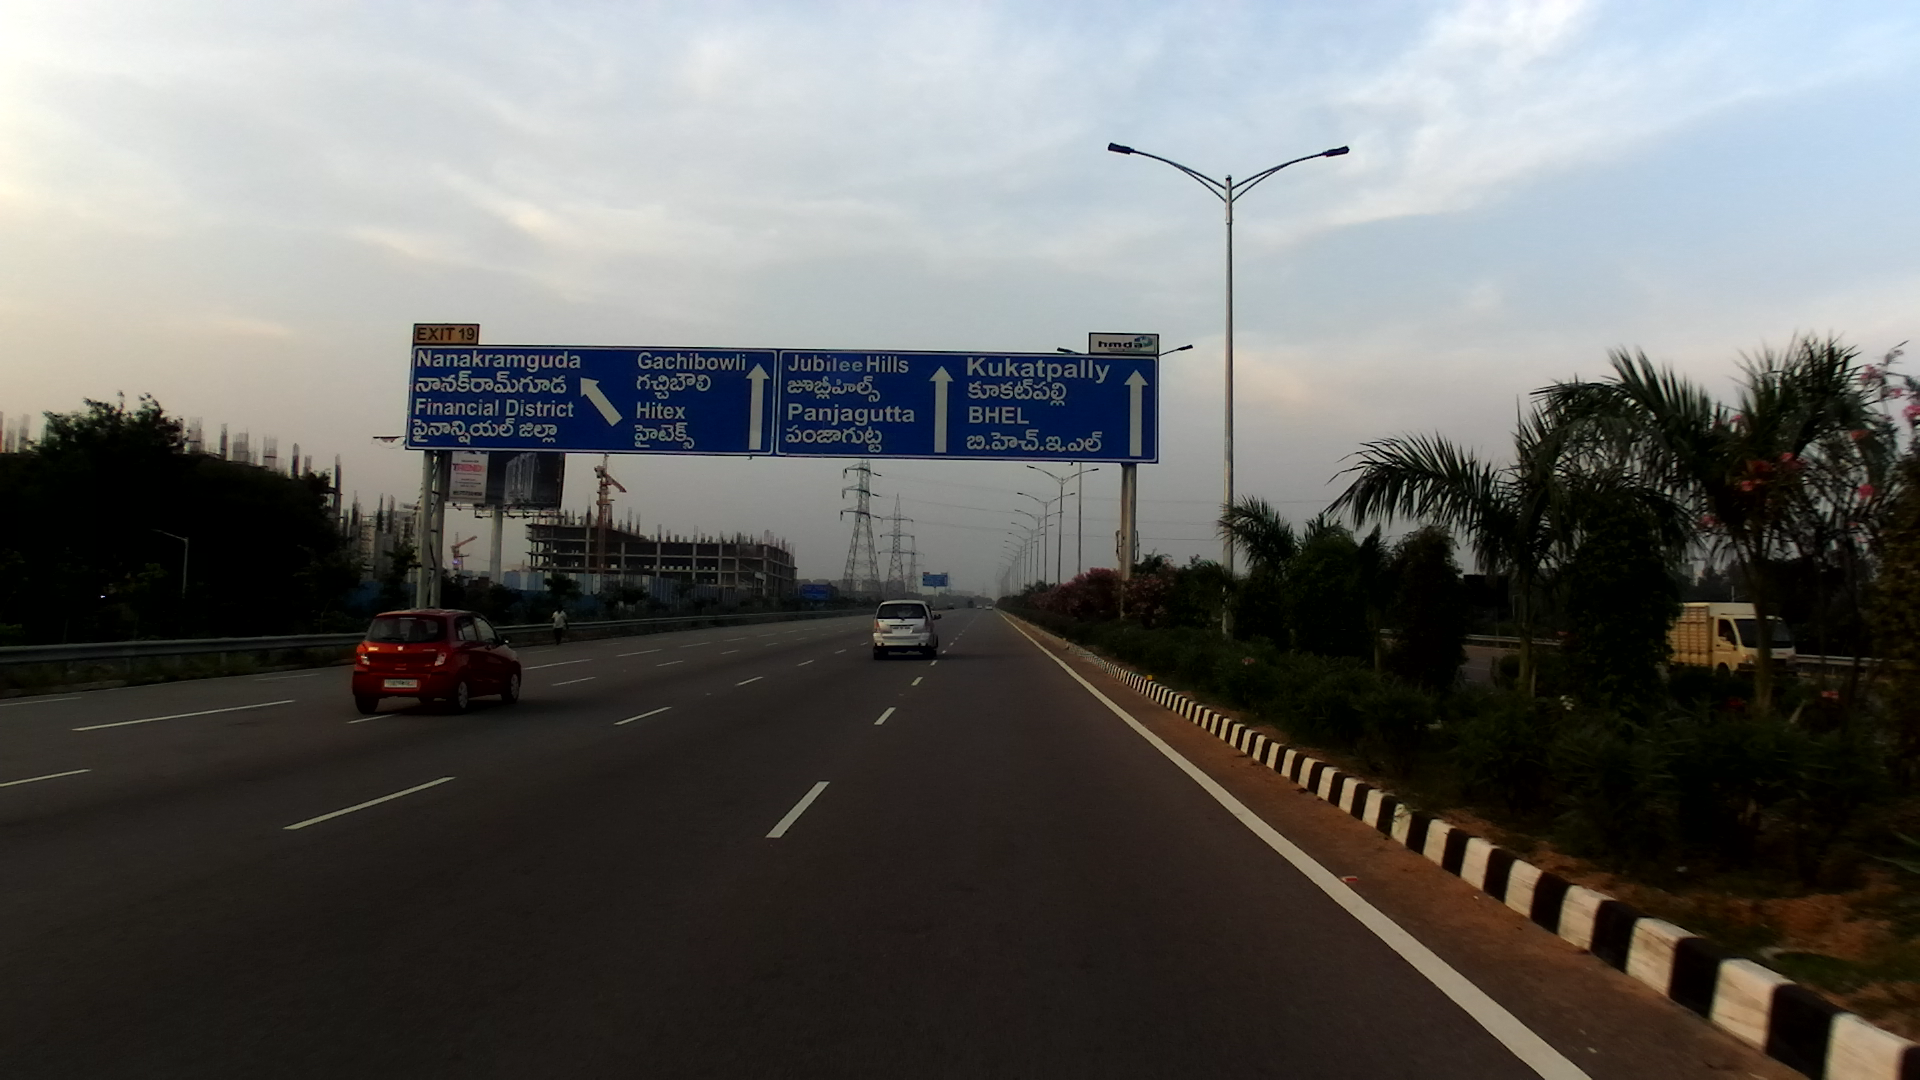 EXIT 19
Nanakramguda
నానక్‌రామ్‌గూడ
Financial District
ఫైనాన్షియల్ జిల్లా
Gachibowli
గచ్చిబౌలి
Hitex
హైటెక్స్
Jubilee Hills
జూబ్లీహిల్స్
Panjagutta
పంజాగుట్ట
hmda
Kukatpally
కూకట్‌పల్లి
BHEL
బి.హెచ్.ఇ.ఎల్